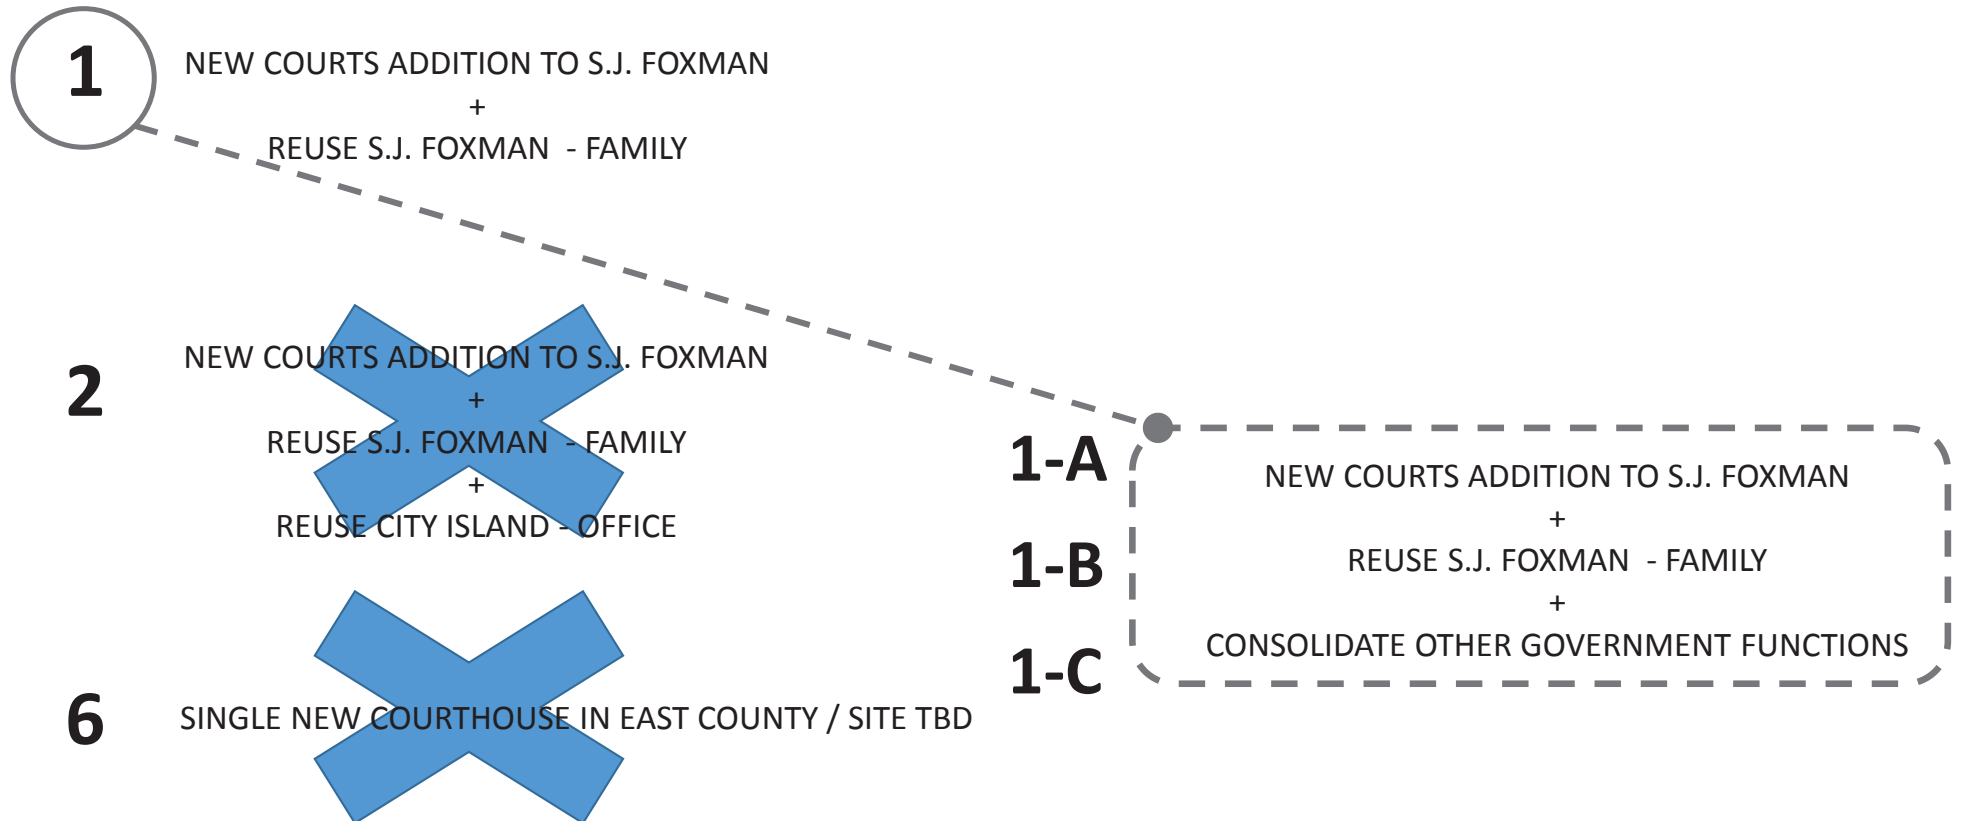 1
NEW COURTS ADDITION TO S.J. FOXMAN
+
REUSE S.J. FOXMAN - FAMILY
2
NEW COURTS ADDITION TO S.J. FOXMAN
+
REUSE S.J. FOXMAN - FAMILY
+
REUSE CITY ISLAND - OFFICE
6
SINGLE NEW COURTHOUSE IN EAST COUNTY / SITE TBD
1-A
1-B
1-C
NEW COURTS ADDITION TO S.J. FOXMAN
+
REUSE S.J. FOXMAN - FAMILY
+
CONSOLIDATE OTHER GOVERNMENT FUNCTIONS